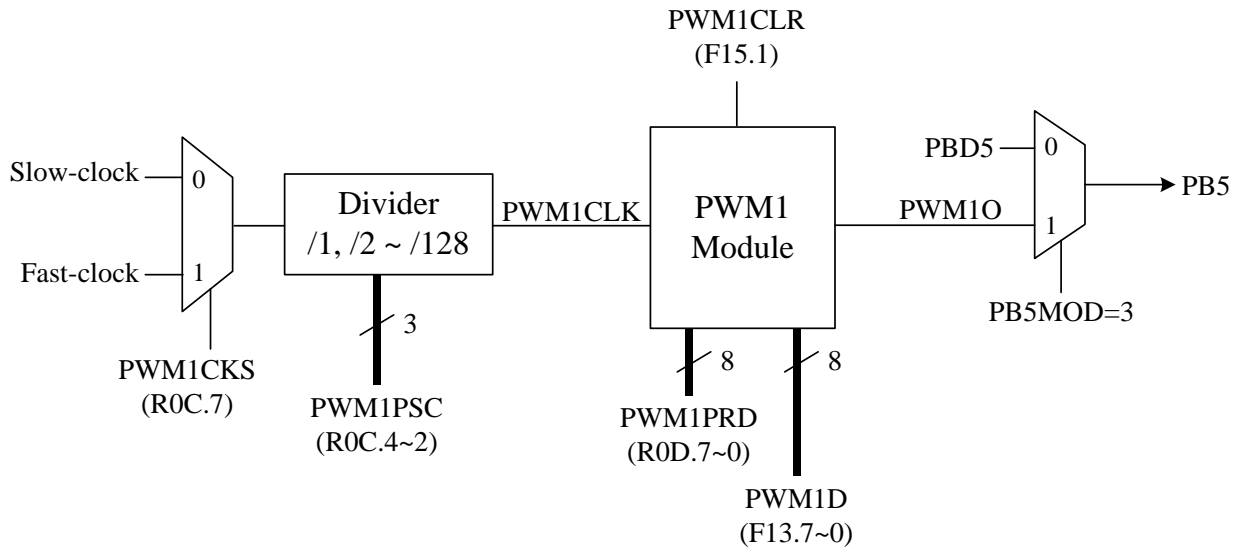 PWM1CLR
(F15.1)
Slow-clock
0
Fast-clock
1
PWM1CKS
(R0C.7)
Divider
/1, /2 ~ /128
3
PWM1PSC
(R0C.4~2)
PWM1CLK
PWM1
Module
8
PWM1PRD
(R0D.7~0)
8
PWM1D
(F13.7~0)
PWM1O
PBD5
0
1
PB5
PB5MOD=3